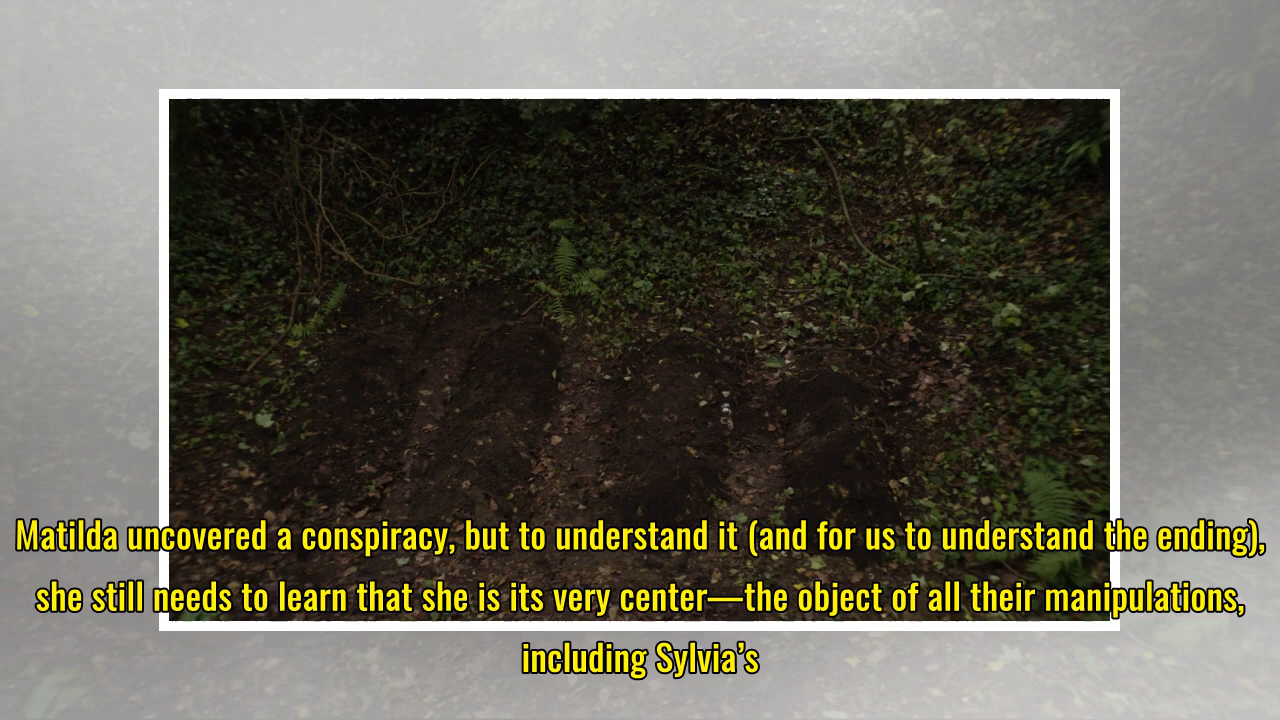 Matilda uncovered a conspiracy, but to understand it (and for us to understand the ending),
she still needs to learn that she is its very center—the object of all their manipulations,
including Sylvia’s